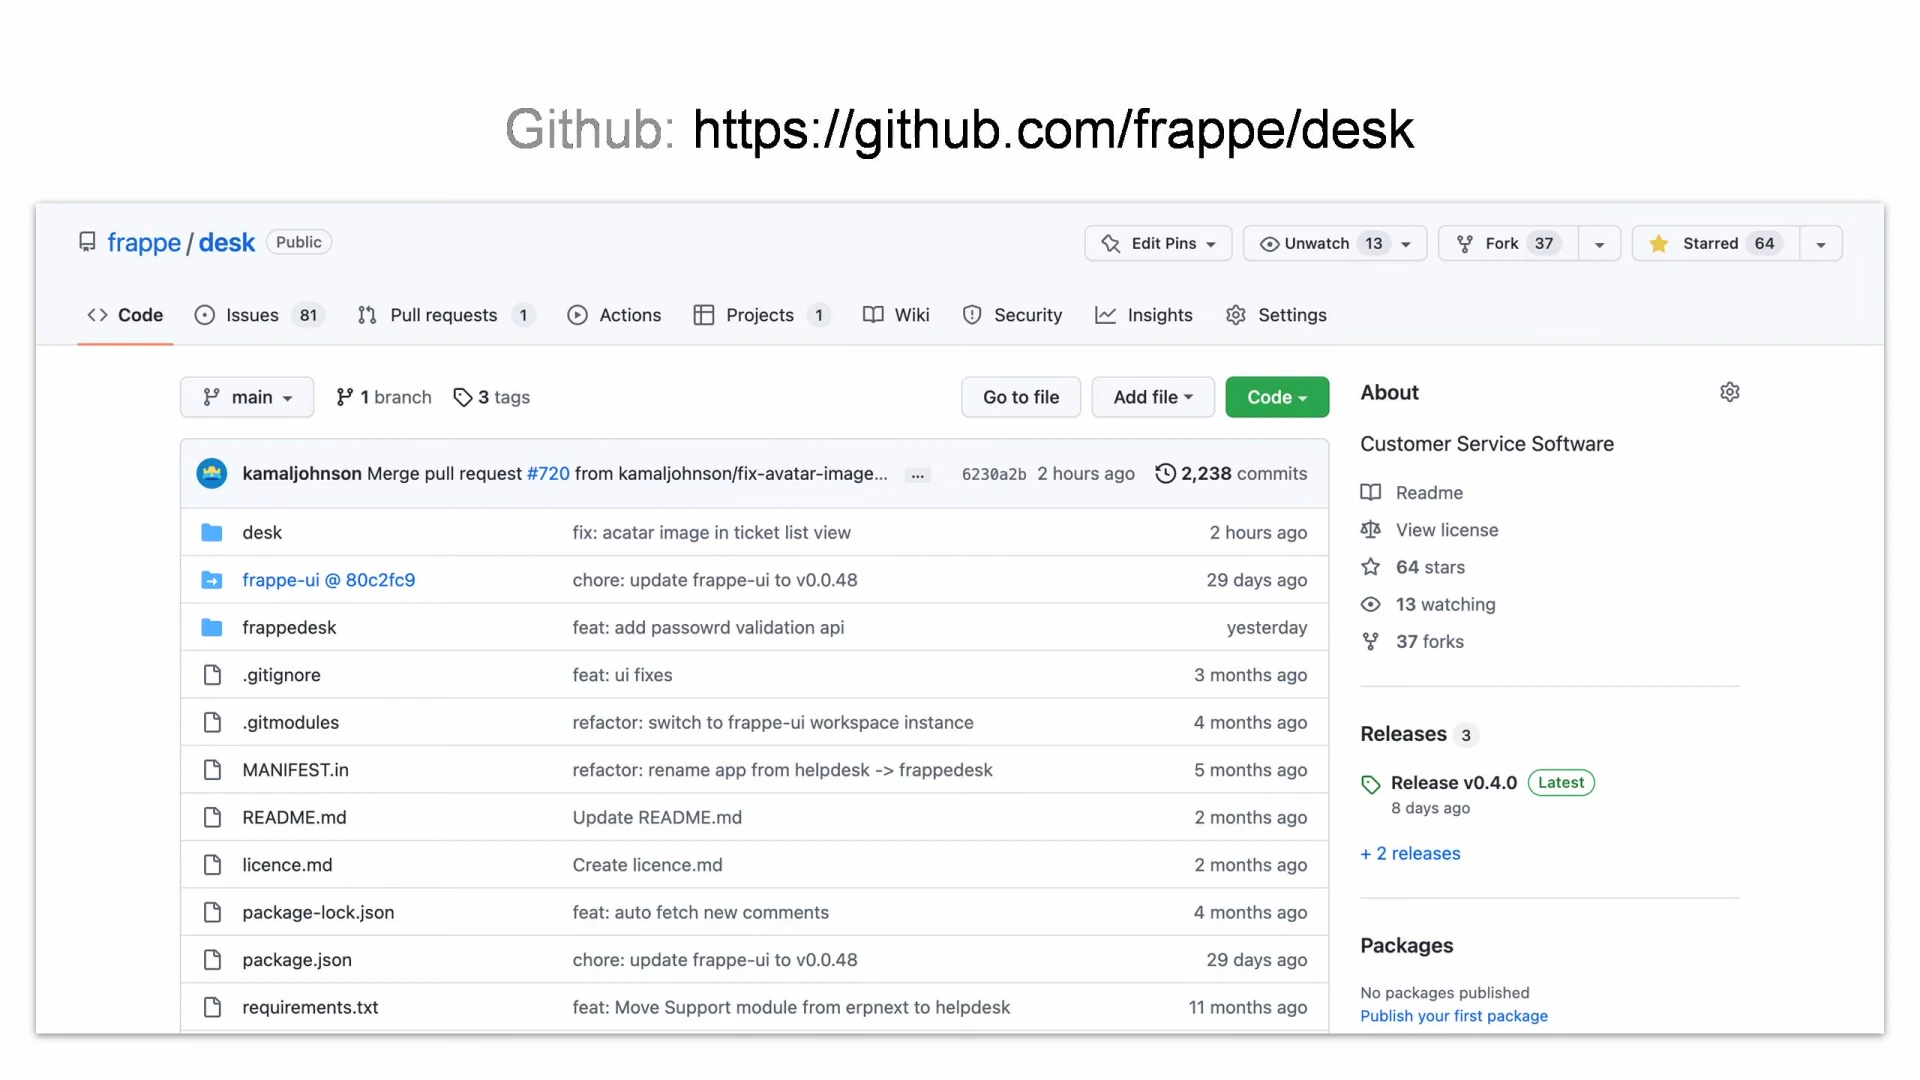 Github: https://github.com/frappe/desk
frappe / desk Public
Edit Pins Unwatch 13 Fork 37 Starred 64
Code Issues 81 Pull requests 1 Actions Projects 1 Wiki Security Insights Settings
main 1 branch 3 tags Go to file Add file Code
kamaljohnson Merge pull request #720 from kamaljohnson/fix-avatar-image... ... 6230a2b 2 hours ago 2,238 commits
desk fix: acatar image in ticket list view 2 hours ago
frappe-ui @ 80c2fc9 chore: update frappe-ui to v0.0.48 29 days ago
frappedesk feat: add passowrd validation api yesterday
.gitignore feat: ui fixes 3 months ago
.gitmodules refactor: switch to frappe-ui workspace instance 4 months ago
MANIFEST.in refactor: rename app from helpdesk -> frappedesk 5 months ago
README.md Update README.md 2 months ago
licence.md Create licence.md 2 months ago
package-lock.json feat: auto fetch new comments 4 months ago
package.json chore: update frappe-ui to v0.0.48 29 days ago
requirements.txt feat: Move Support module from erpnext to helpdesk 11 months ago
About
Customer Service Software
Readme
View license
64 stars
13 watching
37 forks
Releases 3
Release v0.4.0 Latest
8 days ago
+ 2 releases
Packages
No packages published
Publish your first package